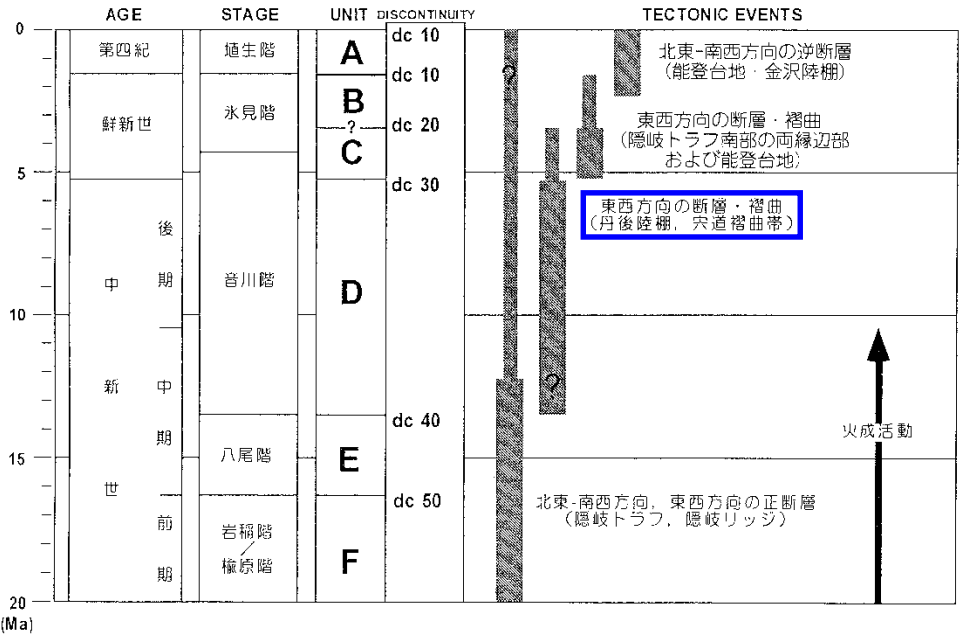 AGE
STAGE
UNIT
DISCONTINUITY
TECTONIC EVENTS
0
5
10
15
20
(Ma)
第四紀
鮮新世
中新世
後期
中期
前期
埴生階
氷見階
音川階
八尾階
岩稲階
/
楡原階
A
B
?
C
D
E
F
dc 10
dc 10
dc 20
dc 30
dc 40
dc 50
?
?
北東-南西方向の逆断層
(能登台地・金沢陸棚)
東西方向の断層・褶曲
(隠岐トラフ南部の両縁辺部
および能登台地)
東西方向の断層・褶曲
(丹後陸棚, 宍道褶曲帯)
火成活動
北東-南西方向, 東西方向の正断層
(隠岐トラフ, 隠岐リッジ)